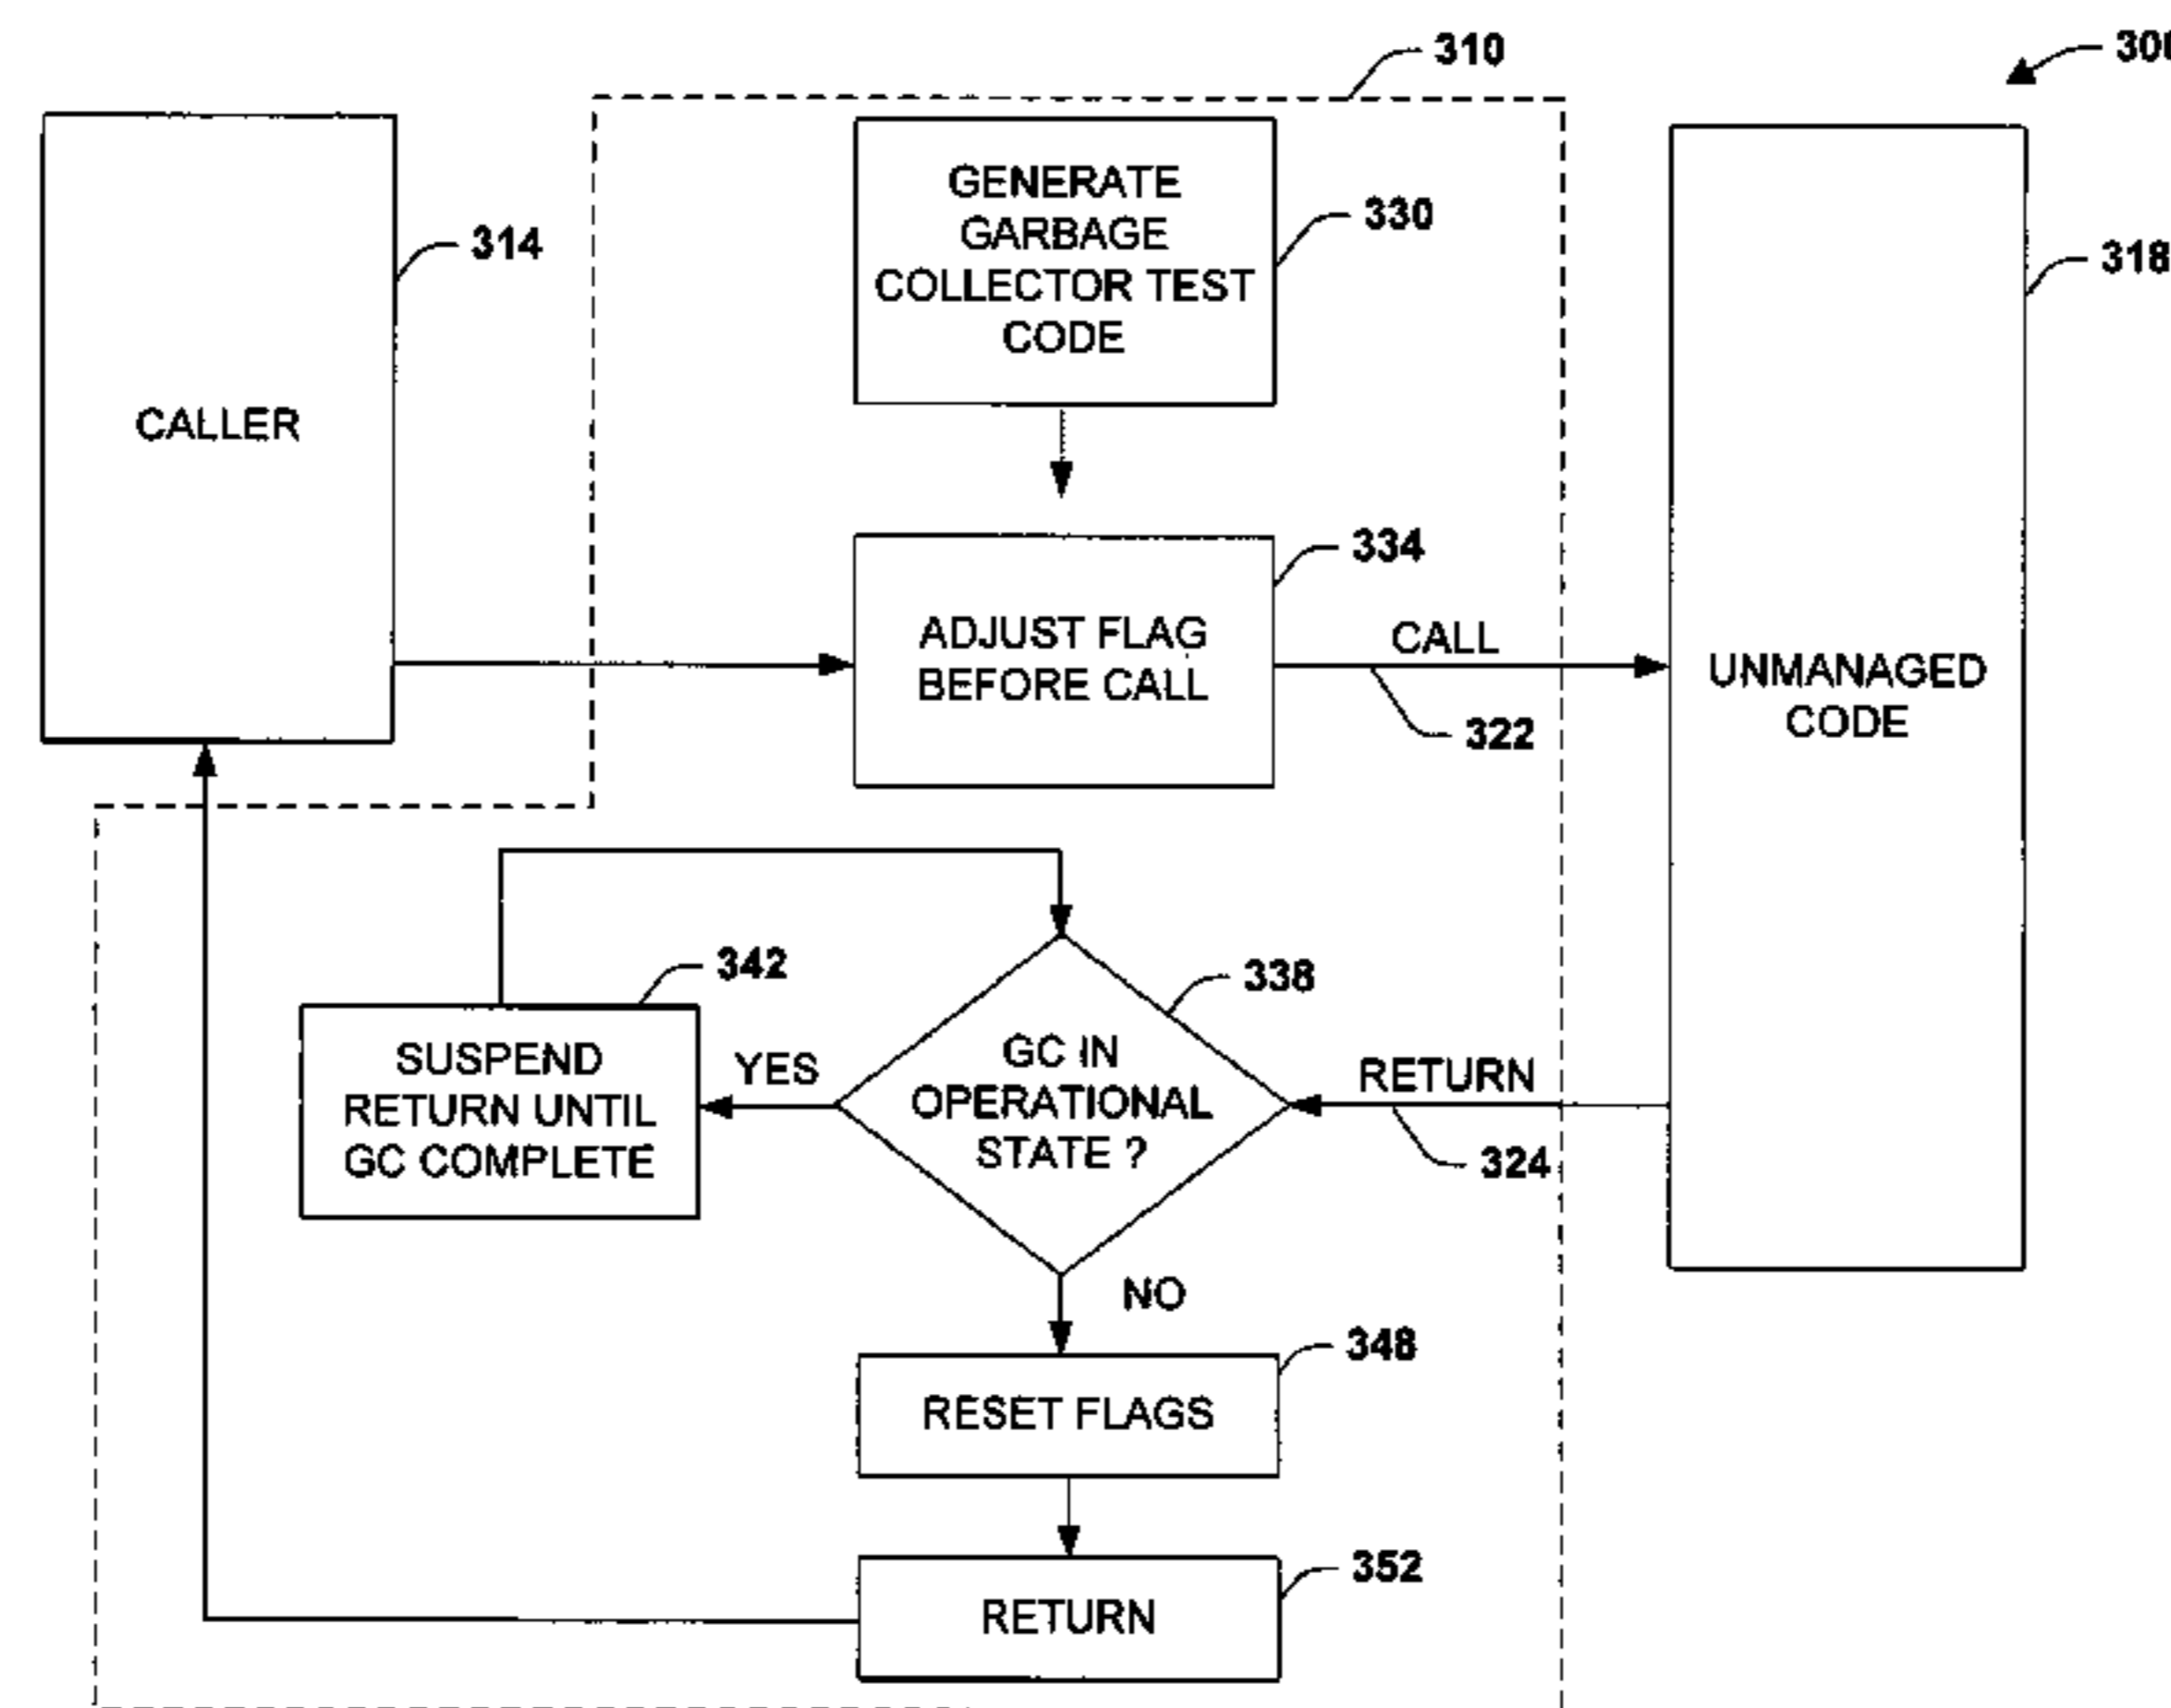 310
300
314
GENERATE
GARBAGE
COLLECTOR TEST
CODE
330
318
CALLER
334
ADJUST FLAG
BEFORE CALL
CALL
322
UNMANAGED
CODE
342
338
SUSPEND
RETURN UNTIL
GC COMPLETE
YES
GC IN
OPERATIONAL
STATE ?
RETURN
324
NO
348
RESET FLAGS
352
RETURN